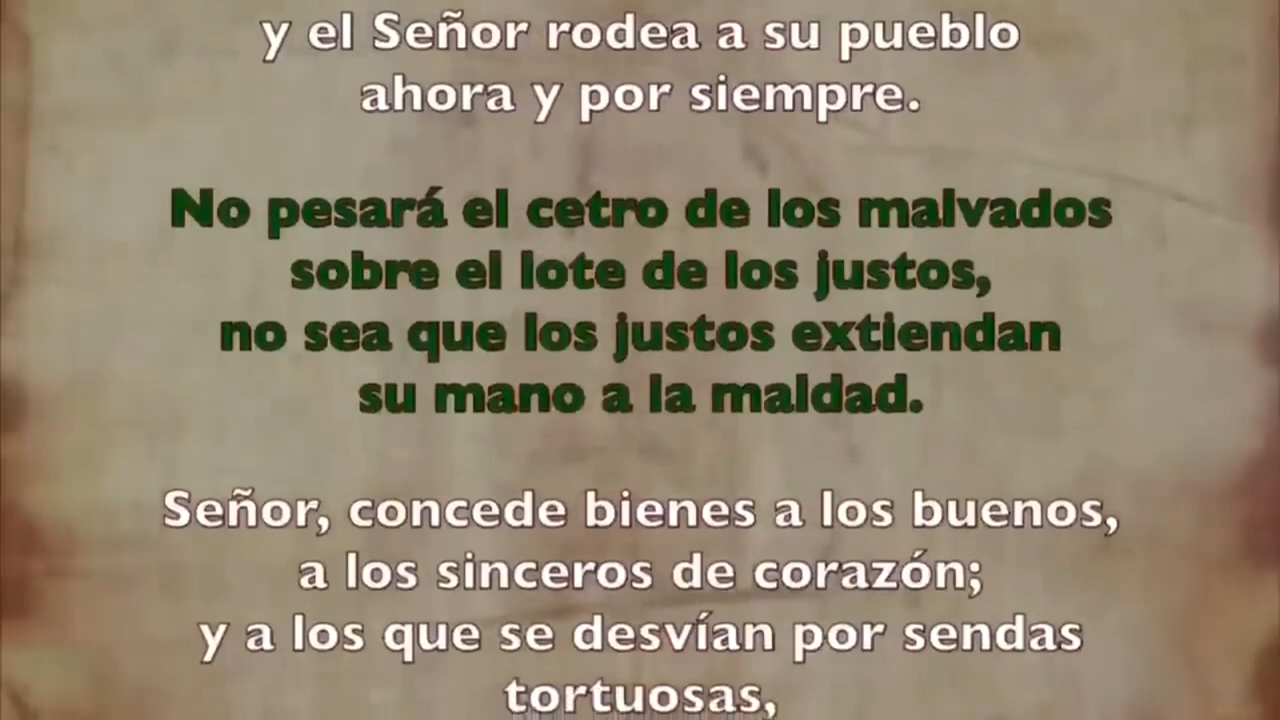 y el Señor rodea a su pueblo
ahora y por siempre.
No pesará el cetro de los malvados
sobre el lote de los justos,
no sea que los justos extiendan
su mano a la maldad.
Señor, concede bienes a los buenos,
a los sinceros de corazón;
y a los que se desvían por sendas
tortuosas,